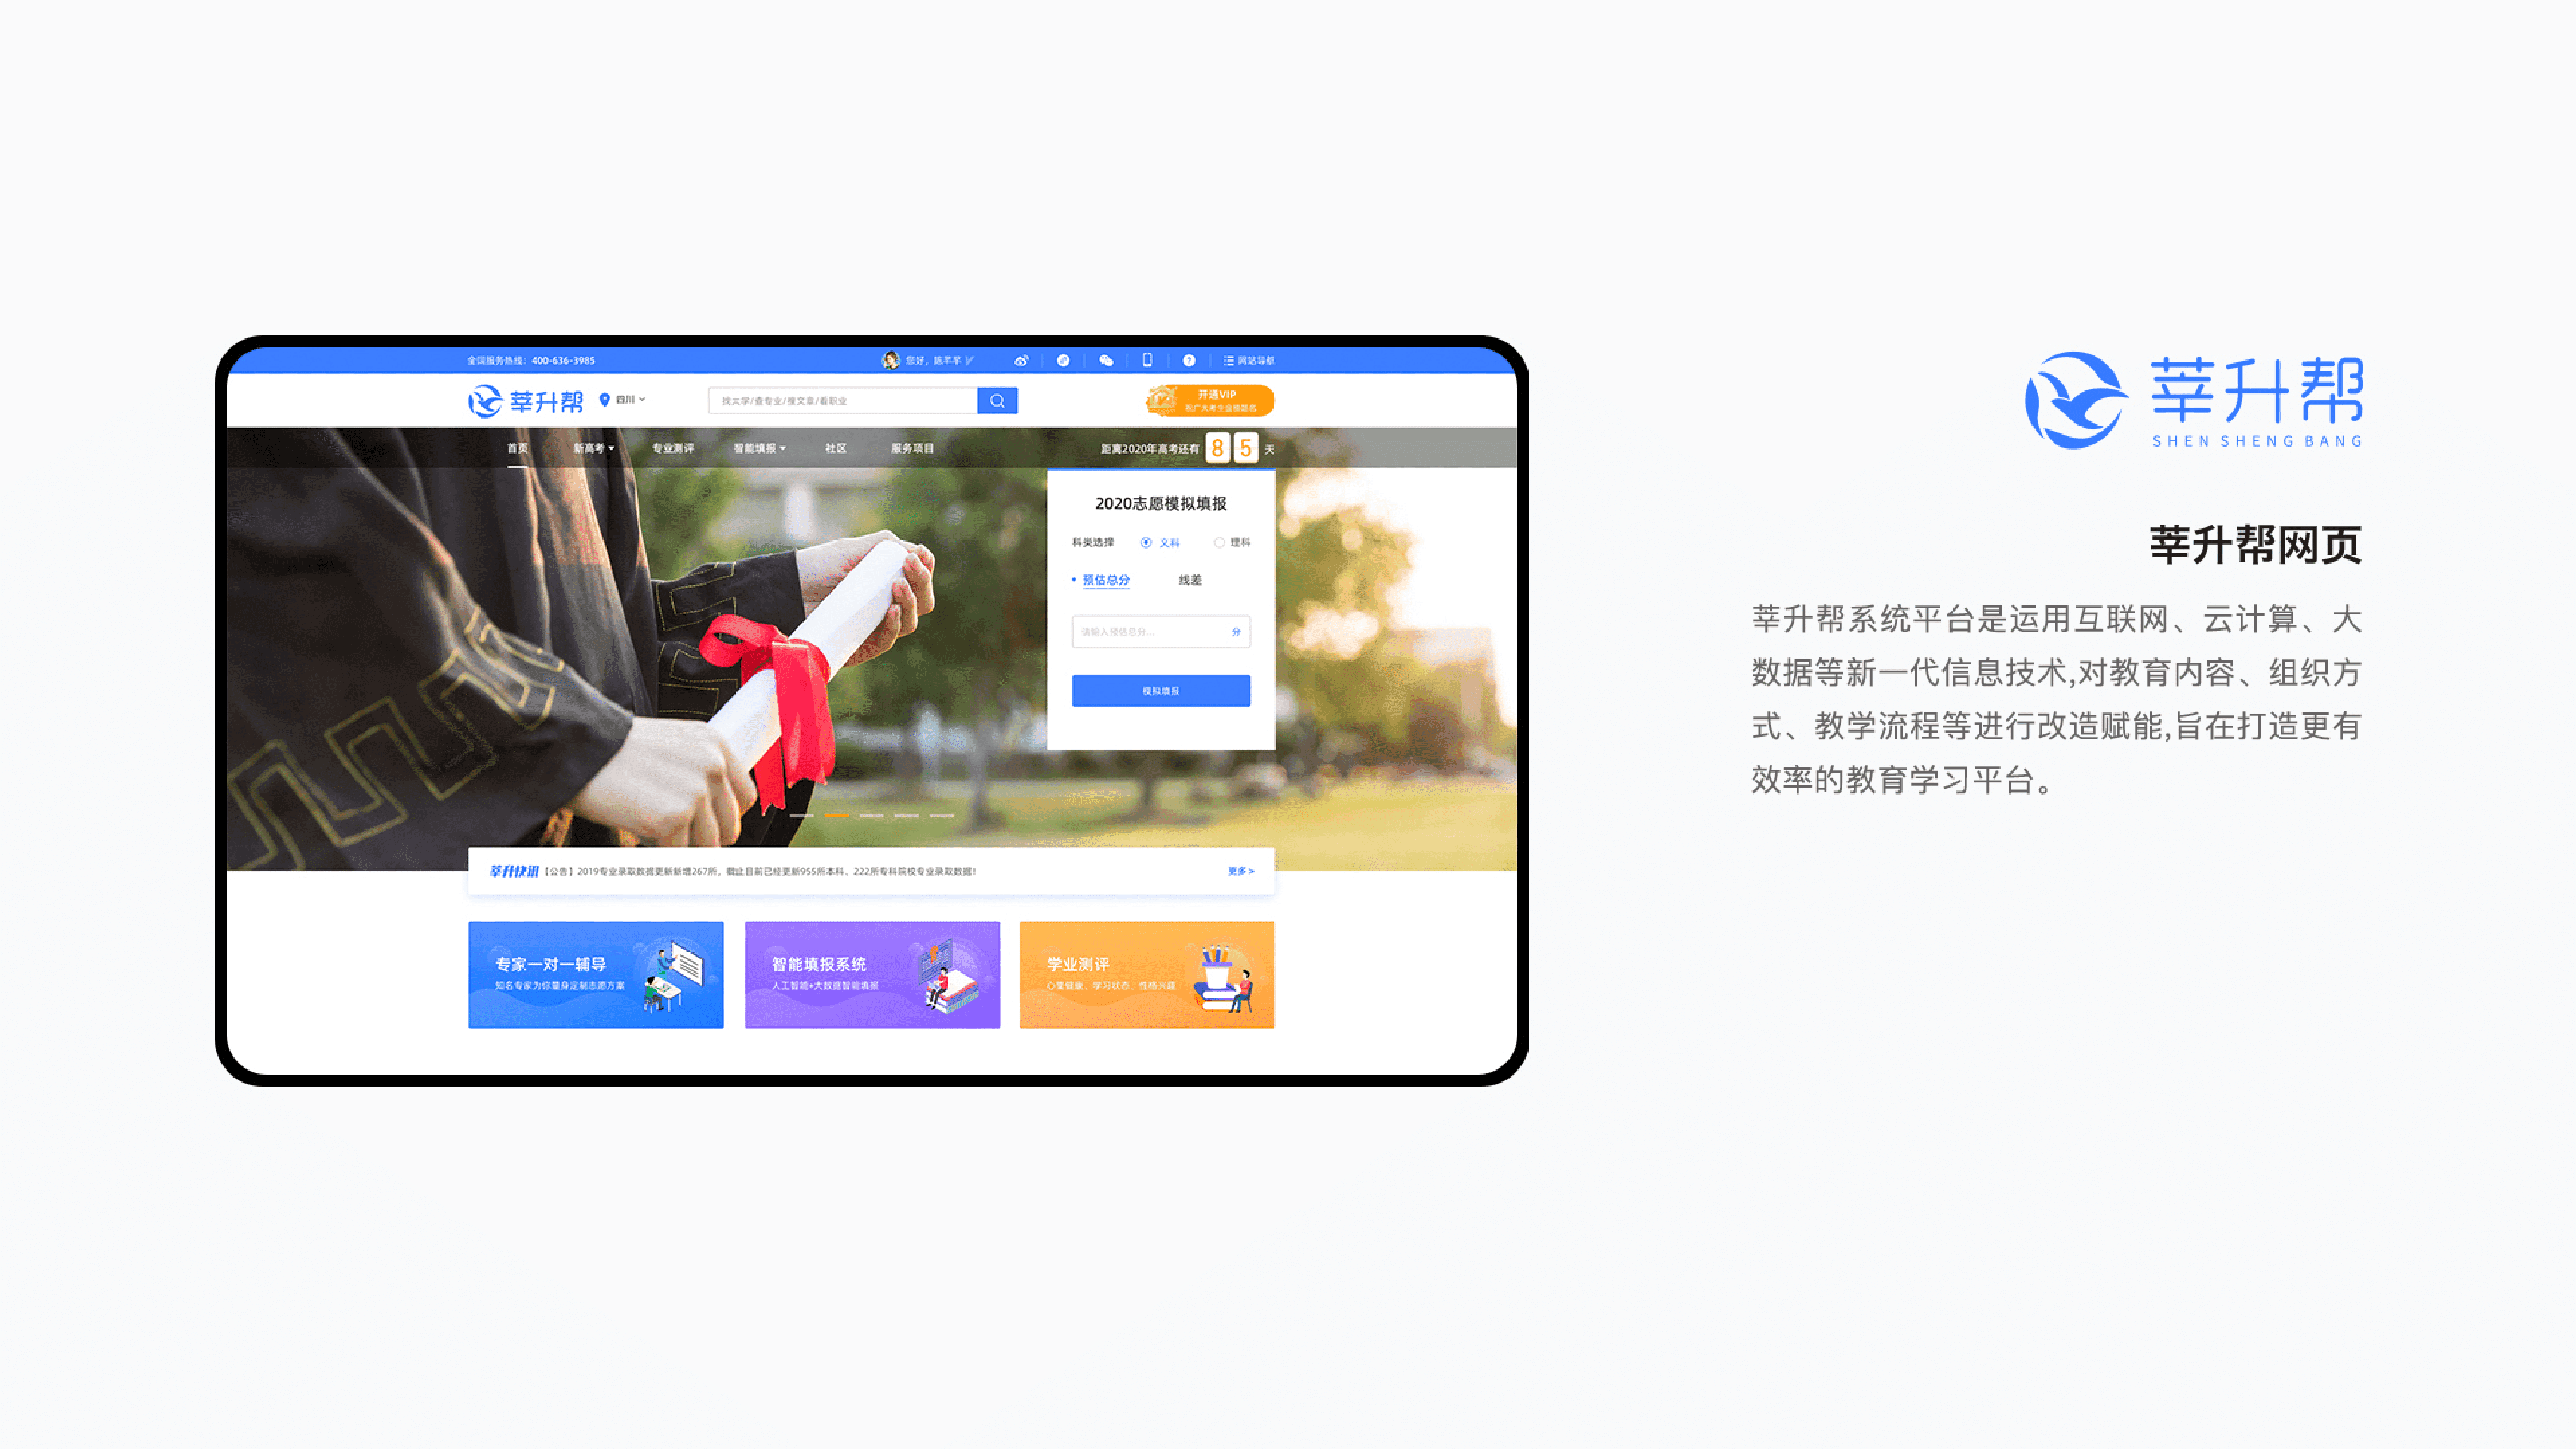 全国服务热线：400-636-3985
您好，陈芊芊
网站导航
莘升帮
四川
找大学/查专业/搜文章/看职业
开通VIP
祝广大考生金榜题名
首页 新高考 专业测评 智能填报 社区 服务项目
距离2020年高考还有 8 5 天
2020志愿模拟填报
科类选择 文科 理科
预估总分 线差
请输入预估总分... 分
模拟填报
莘升快讯 【公告】2019专业录取数据更新新增267所，截止目前已经更新955所本科，222所专科院校专业录取数据!
更多 >
专家一对一辅导
知名专家为你量身定制志愿方案
智能填报系统
人工智能+大数据智能填报
学业测评
心里健康、学习状态、性格兴趣
莘升帮
SHEN SHENG BANG
莘升帮网页
莘升帮系统平台是运用互联网、云计算、大
数据等新一代信息技术,对教育内容、组织方
式、教学流程等进行改造赋能,旨在打造更有
效率的教育学习平台。